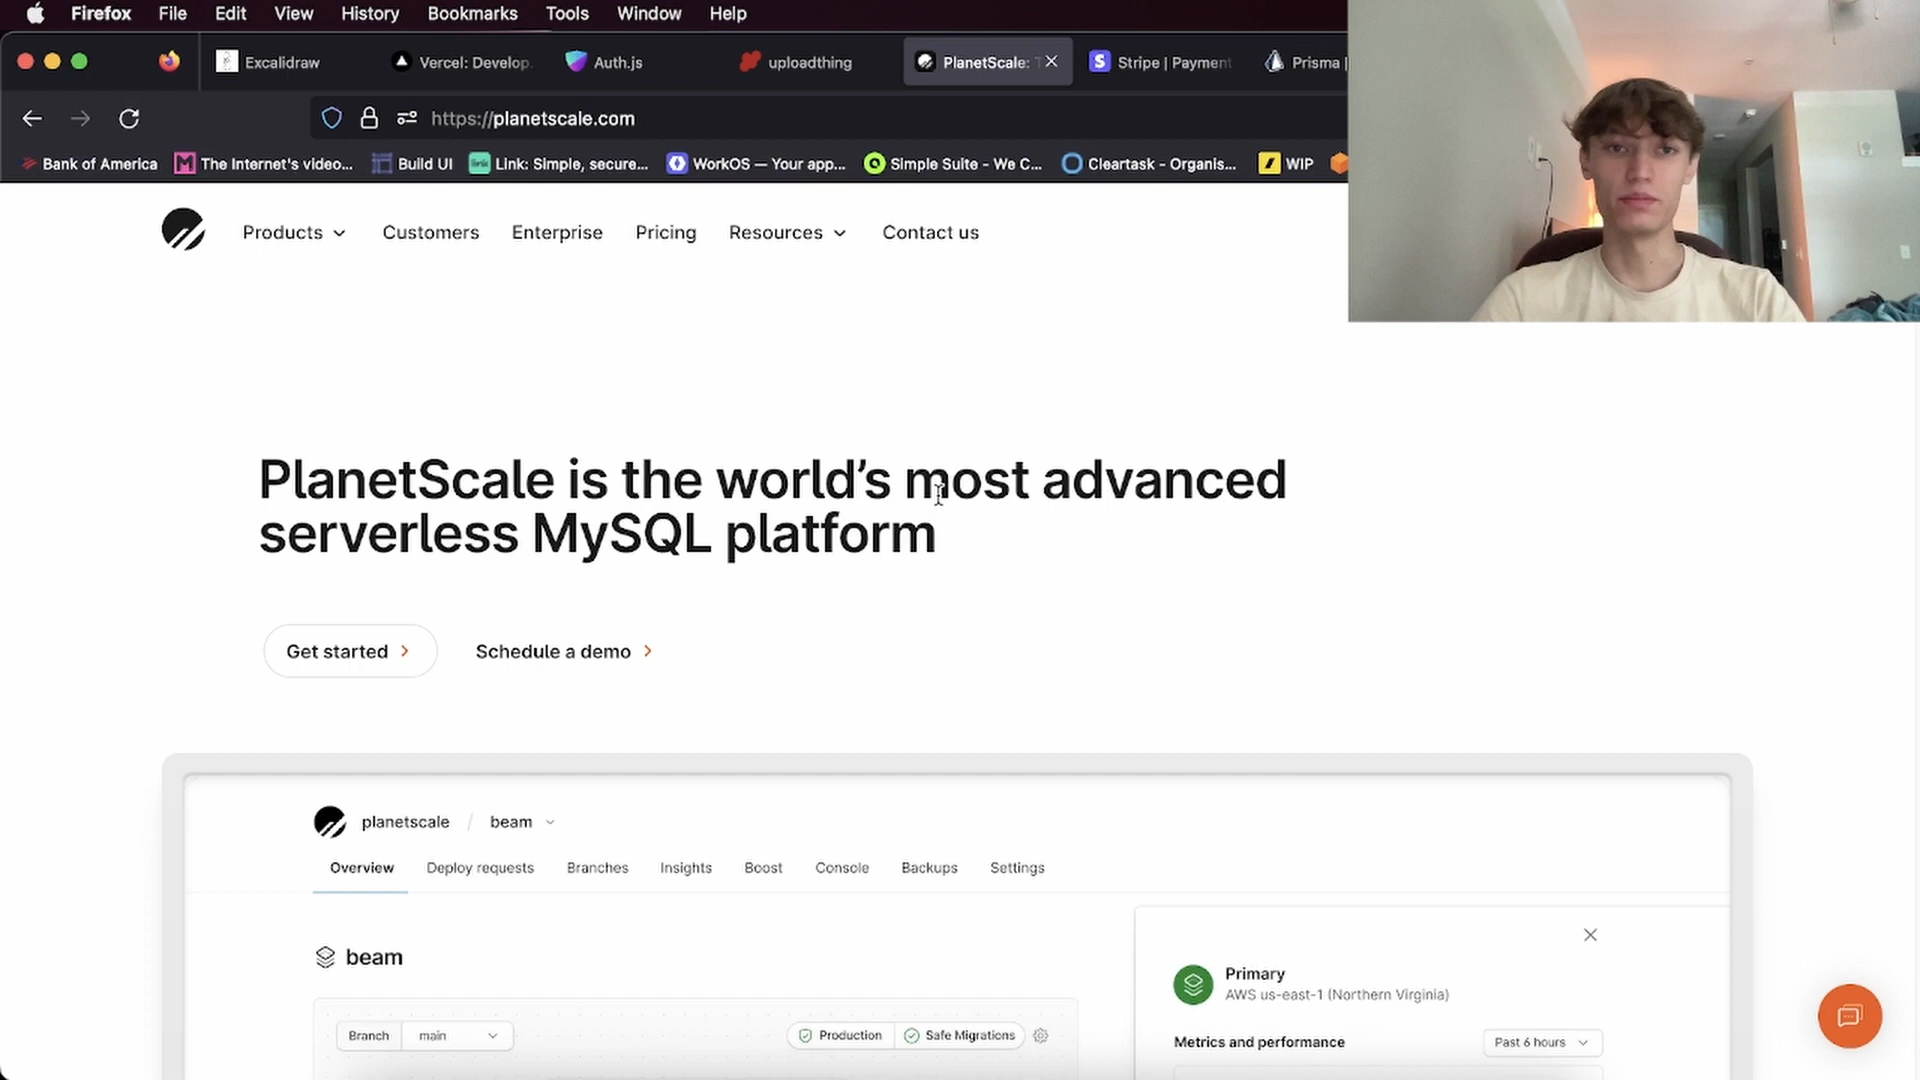 Firefox File Edit View History Bookmarks Tools Window Help
Excalidraw Vercel: Develop. Auth.js uploadthing PlanetScale: Stripe | Payment Prisma |
https://planetscale.com
Bank of America The Internet's video... Build UI Link: Simple, secure... WorkOS — Your app... Simple Suite - We C... Cleartask - Organis... WIP
Products Customers Enterprise Pricing Resources Contact us
PlanetScale is the world's most advanced
serverless MySQL platform
Get started Schedule a demo
planetscale / beam
Overview Deploy requests Branches Insights Boost Console Backups Settings
beam
Primary
AWS us-east-1 (Northern Virginia)
Branch main Production Safe Migrations
Metrics and performance Past 6 hours